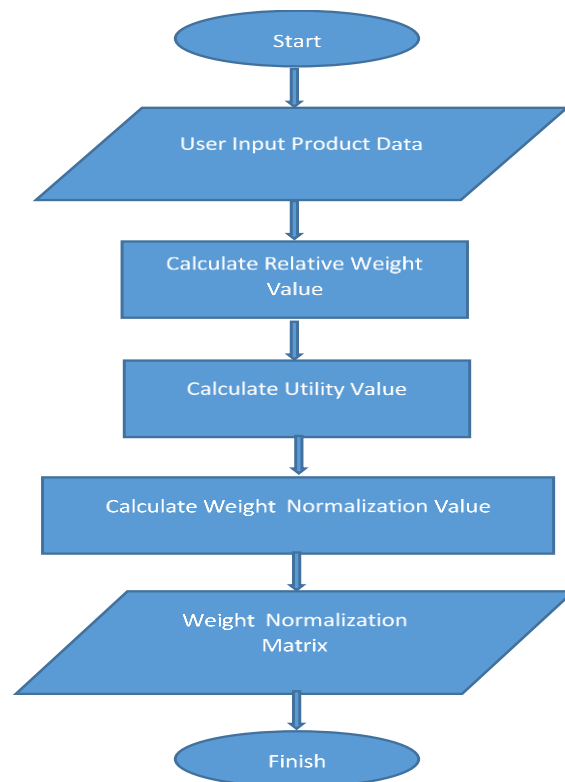 Start
User Input Product Data
Calculate Relative Weight
Value
Calculate Utility Value
Calculate Weight Normalization Value
Weight Normalization
Matrix
Finish